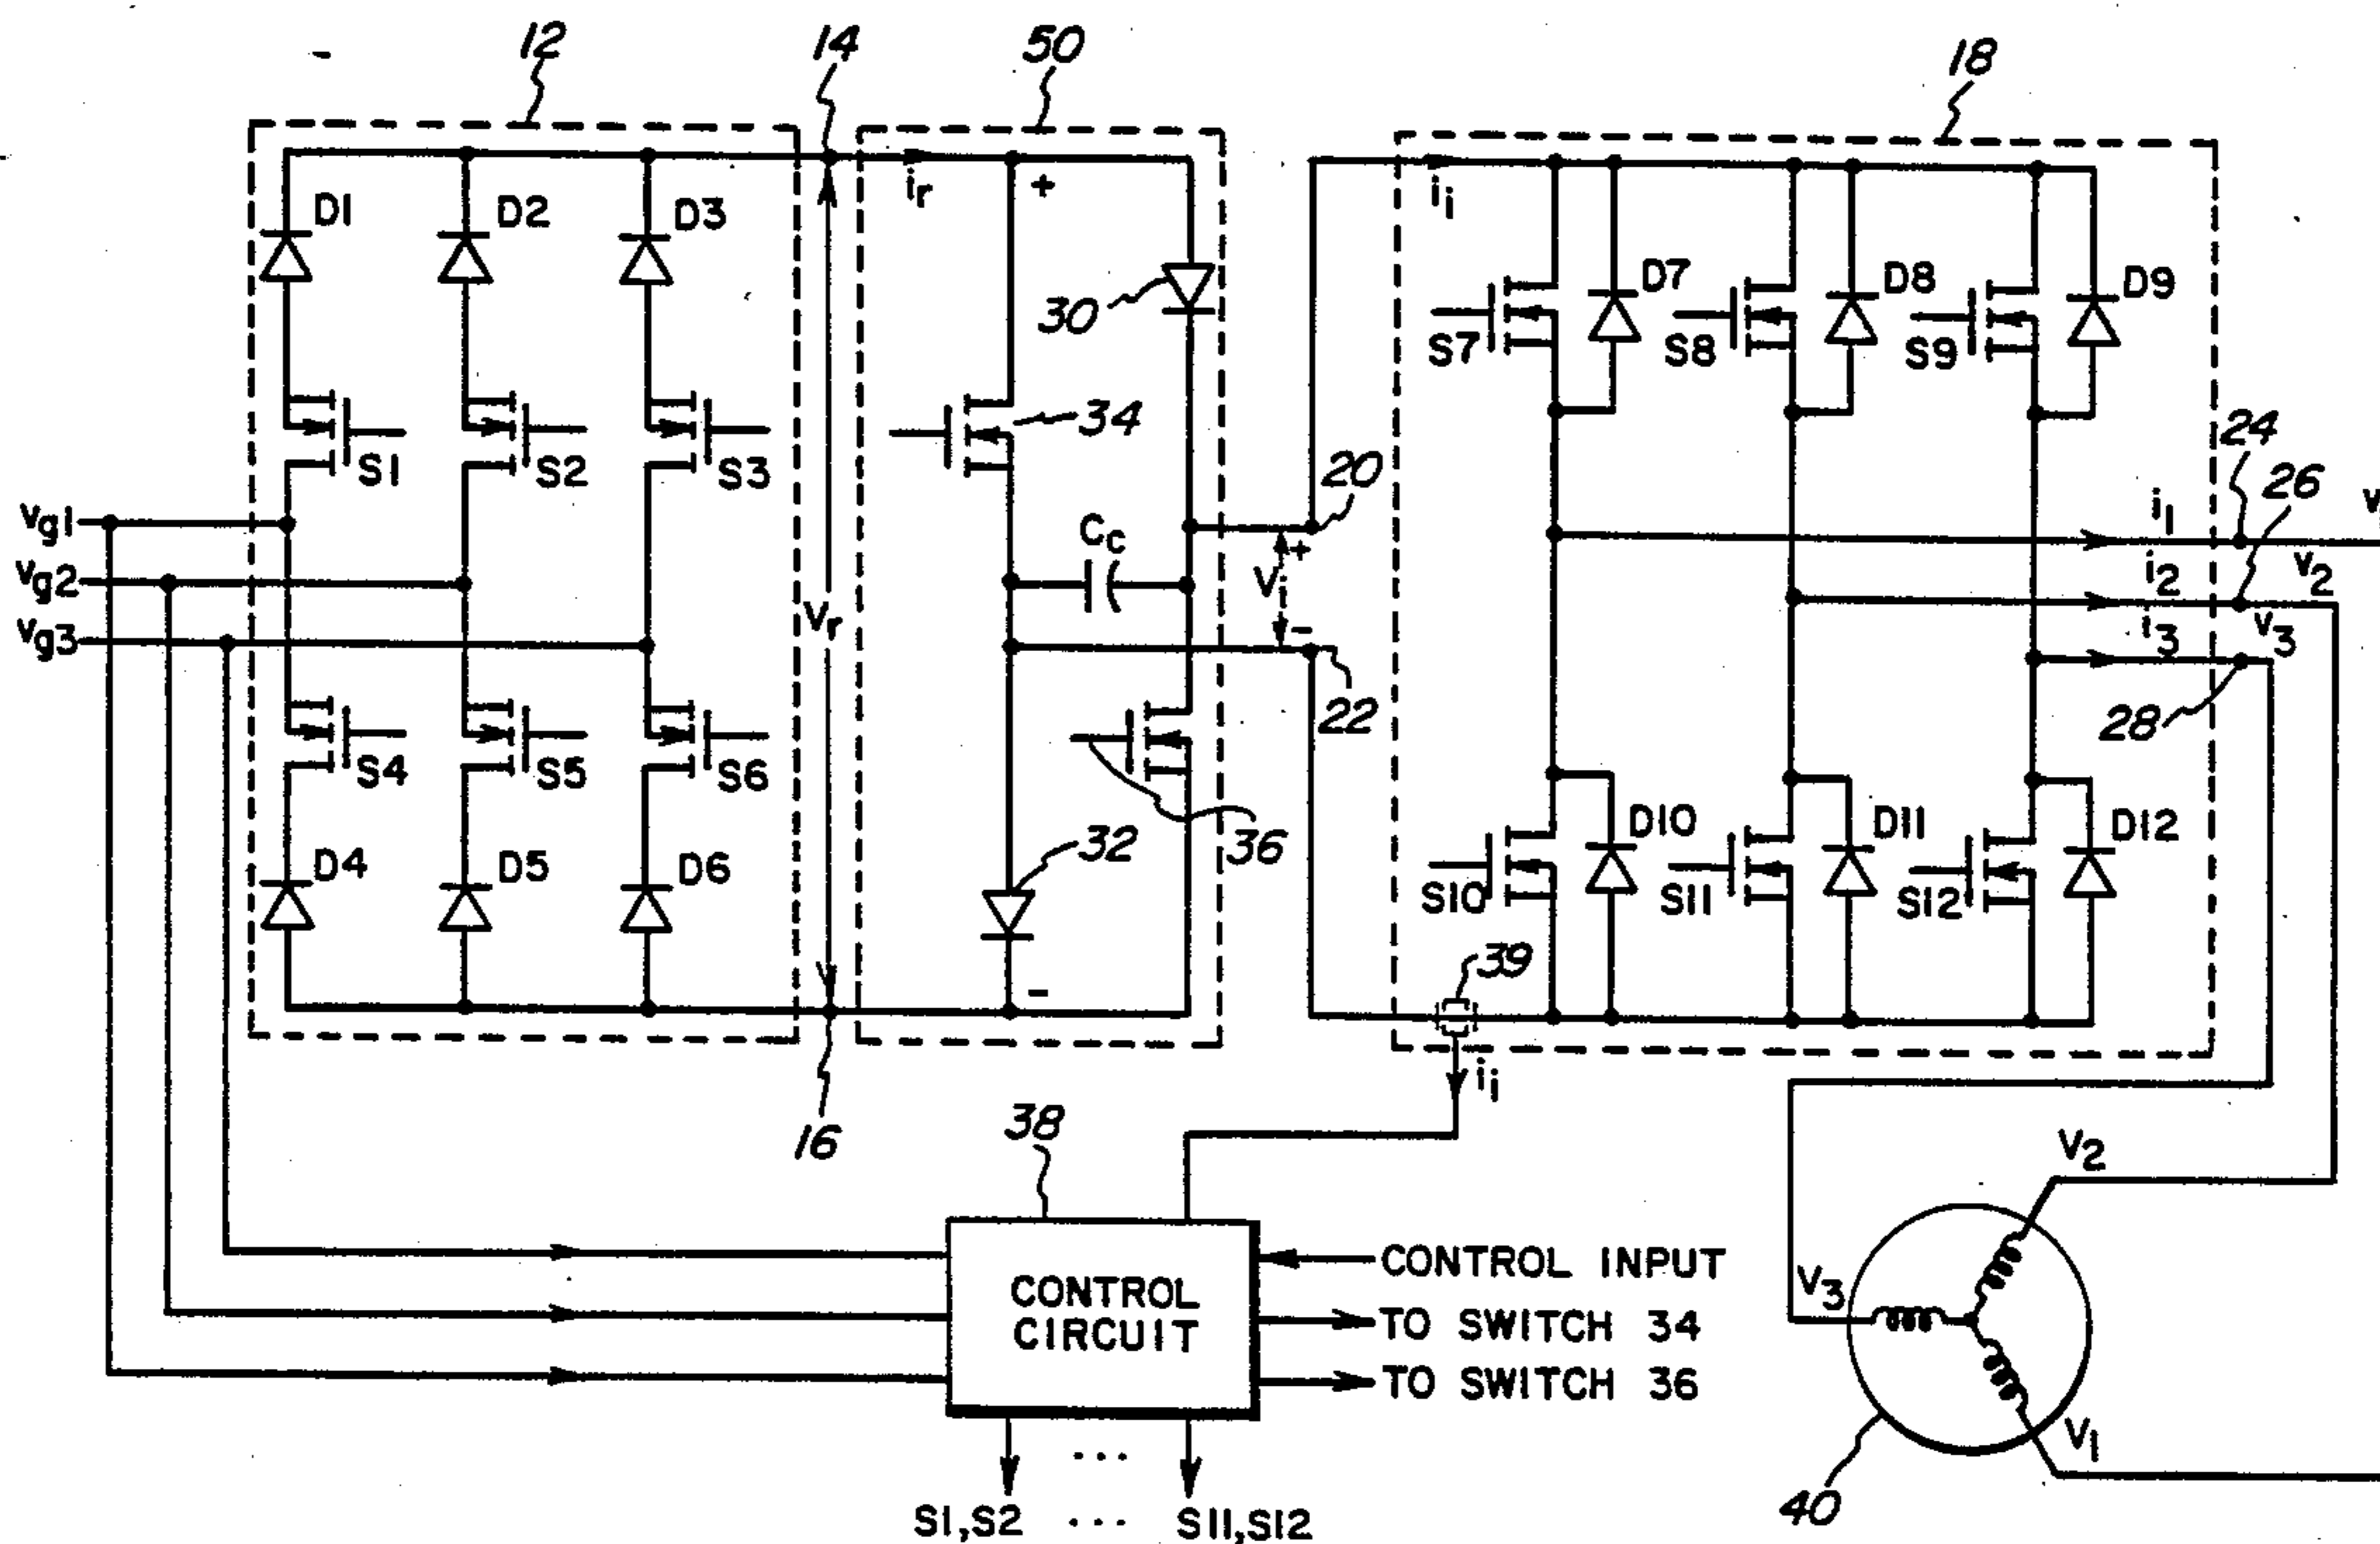 12
14
50
18
D1
D2
D3
ir
+
ii
30
D7
D8
D9
S7
S8
S9
34
S1
S2
S3
20
24
26
vg1
vg2
vg3
Cc
+
Vi
-
Vr
i1
i2
i3
v2
v3
22
28
S4
S5
S6
36
D4
D5
D6
32
D10
D11
D12
S10
S11
S12
39
-
16
38
ii
CONTROL
CIRCUIT
CONTROL INPUT
TO SWITCH 34
TO SWITCH 36
V2
V3
V1
40
S1,S2 ... S11,S12